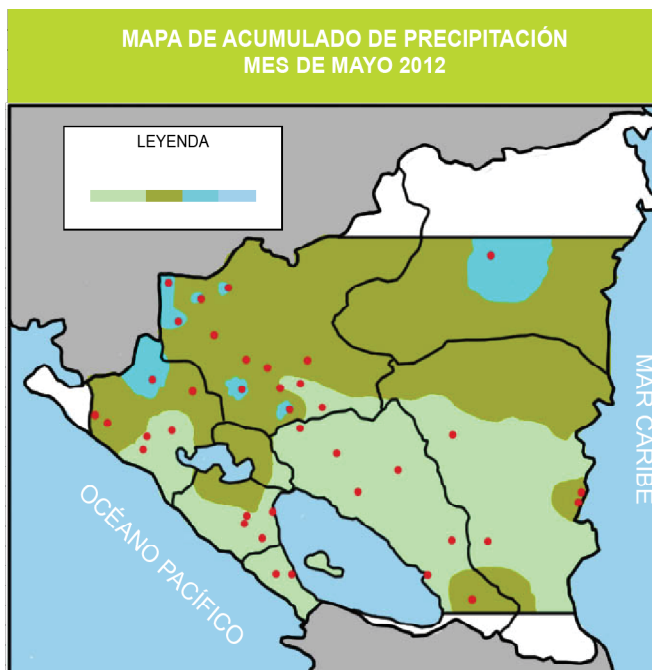 MAPA DE ACUMULADO DE PRECIPITACIÓN
MES DE MAYO 2012
LEYENDA
MAR CARIBE
OCÉANO PACÍFICO